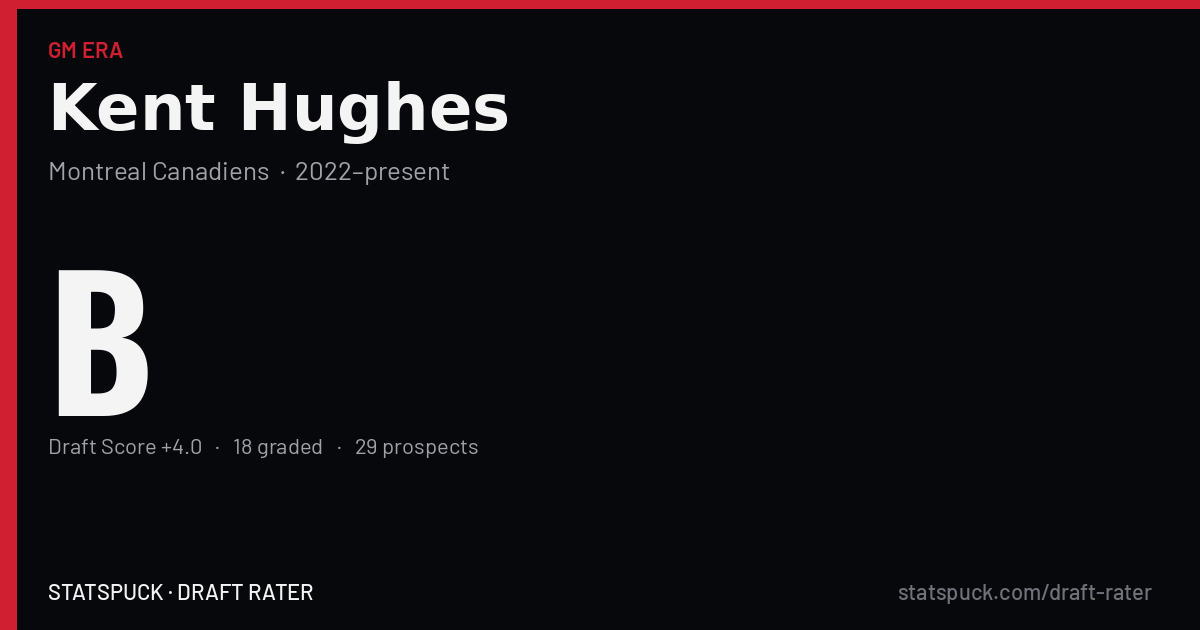 GM ERA
Kent Hughes
Montreal Canadiens · 2022–present
B
Draft Score +4.0 · 18 graded · 29 prospects
STATSPUCK · DRAFT RATER
statspuck.com/draft-rater